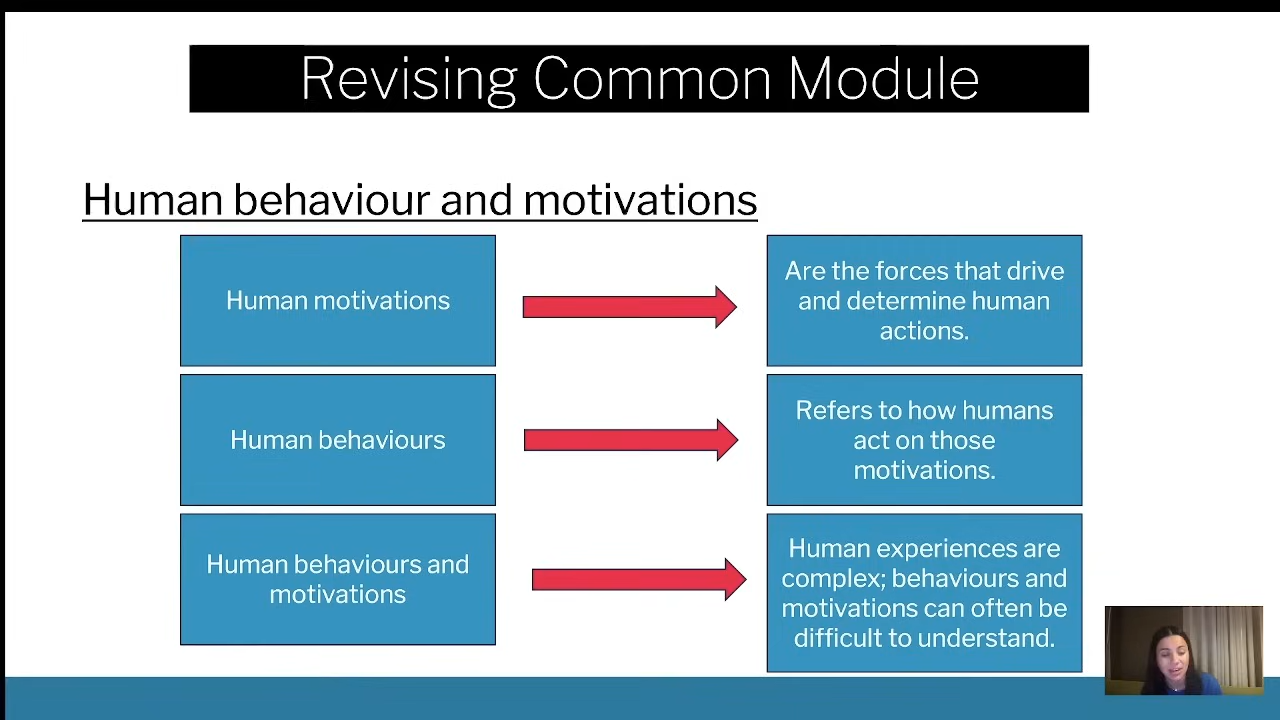 Revising Common Module
Human behaviour and motivations
Human motivations
Are the forces that drive
and determine human
actions.
Human behaviours
Refers to how humans
act on those
motivations.
Human behaviours and
motivations
Human experiences are
complex; behaviours and
motivations can often be
difficult to understand.